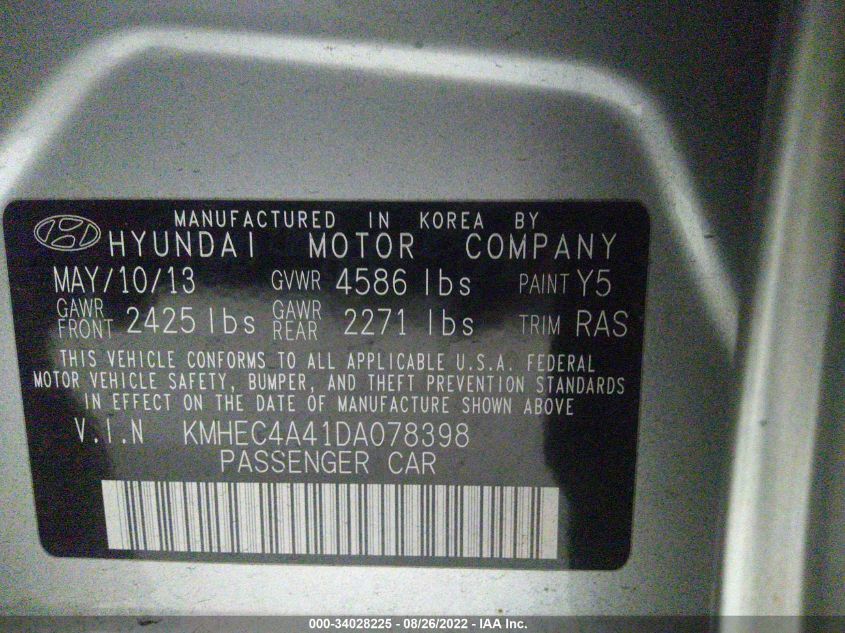 MANUFACTURED IN KOREA BY
HYUNDAI MOTOR COMPANY
MAY/10/13 GVWR 4586 lbs PAINT Y5
GAWR FRONT 2425 lbs GAWR REAR 2271 lbs TRIM RAS
THIS VEHICLE CONFORMS TO ALL APPLICABLE U.S.A. FEDERAL
MOTOR VEHICLE SAFETY, BUMPER, AND THEFT PREVENTION STANDARDS
IN EFFECT ON THE DATE OF MANUFACTURE SHOWN ABOVE
V.I.N KMHEC4A41DA078398
PASSENGER CAR
000-34028225 - 08/26/2022 - IAA Inc.